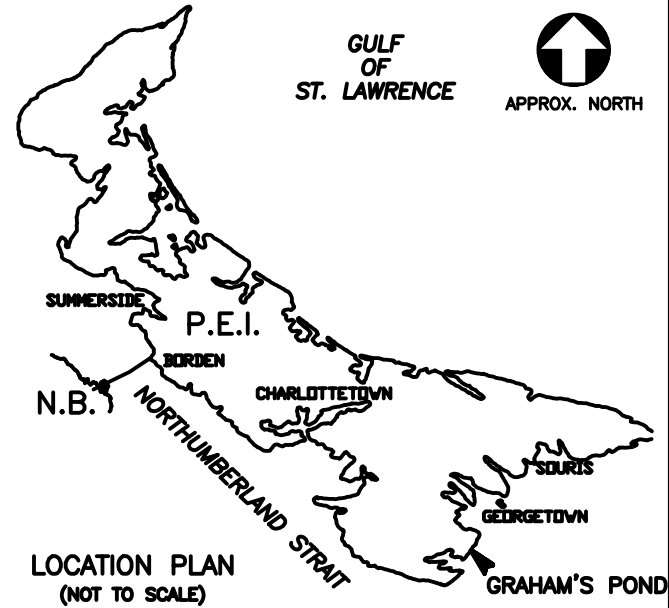 GULF
OF
ST. LAWRENCE
APPROX. NORTH
SUMMERSIDE
P.E.I.
BORDEN
N.B.
CHARLOTTETOWN
NORTHUMBERLAND STRAIT
SOURIS
GEORGETOWN
GRAHAM'S POND
LOCATION PLAN
(NOT TO SCALE)